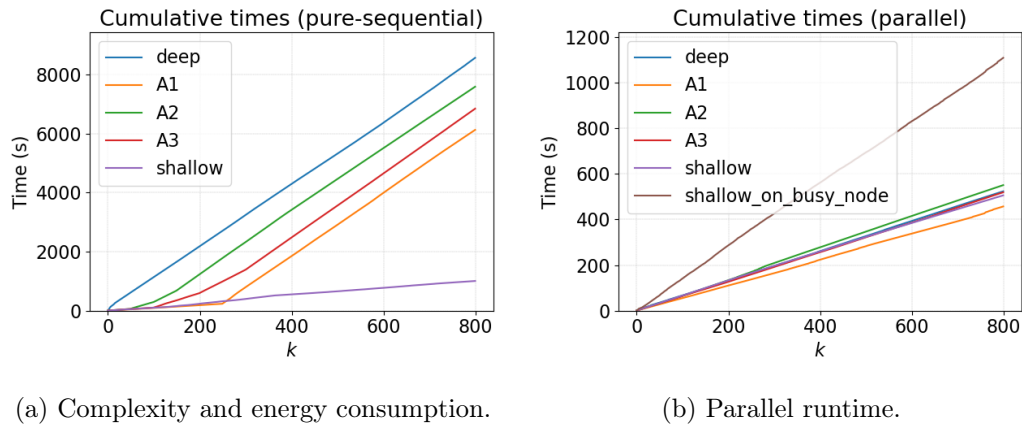 Cumulative times (pure-sequential)
deep
A1
A2
A3
shallow
8000
6000
4000
2000
0
Time (s)
0 200 400 600 800
k
(a) Complexity and energy consumption.
Cumulative times (parallel)
deep
A1
A2
A3
shallow
shallow_on_busy_node
1200
1000
800
600
400
200
0
Time (s)
0 200 400 600 800
k
(b) Parallel runtime.